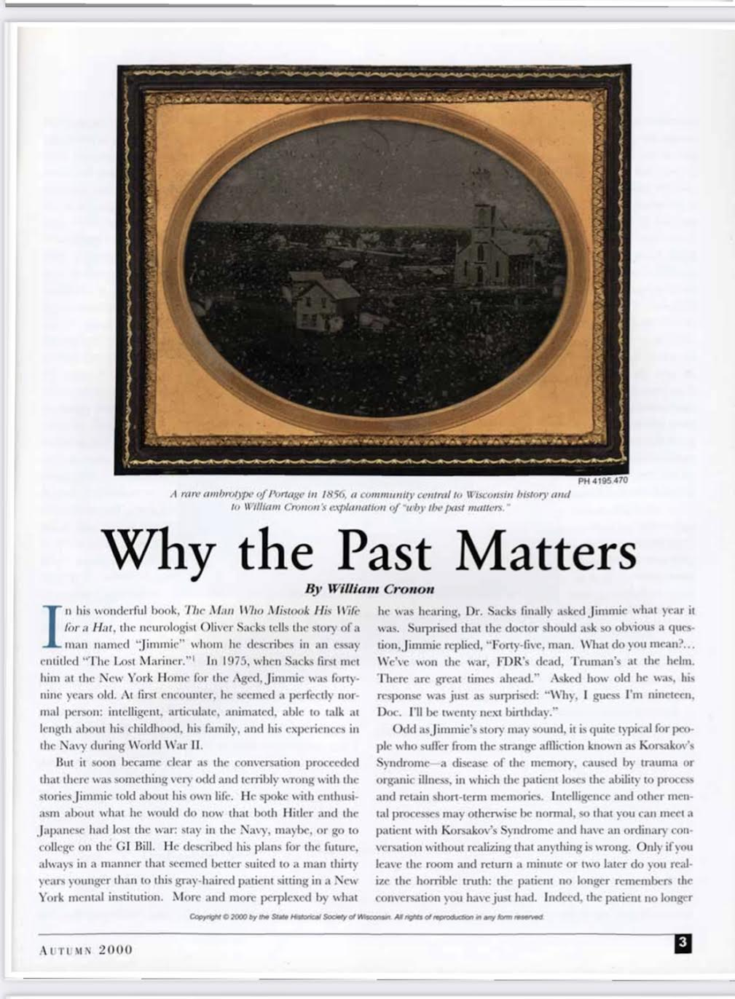 PH 4195.470
A rare ambrotype of Portage in 1856, a community central to Wisconsin history and
to William Cronon's explanation of "why the past matters."
Why the Past Matters
By William Cronon
In his wonderful book, The Man Who Mistook His Wife
for a Hat, the neurologist Oliver Sacks tells the story of a
man named “Jimmie” whom he describes in an essay
entitled “The Lost Mariner.”¹ In 1975, when Sacks first met
him at the New York Home for the Aged, Jimmie was forty-
nine years old. At first encounter, he seemed a perfectly nor-
mal person: intelligent, articulate, animated, able to talk at
length about his childhood, his family, and his experiences in
the Navy during World War II.
But it soon became clear as the conversation proceeded
that there was something very odd and terribly wrong with the
stories Jimmie told about his own life. He spoke with enthusi-
asm about what he would do now that both Hitler and the
Japanese had lost the war: stay in the Navy, maybe, or go to
college on the GI Bill. He described his plans for the future,
always in a manner that seemed better suited to a man thirty
years younger than to this gray-haired patient sitting in a New
York mental institution. More and more perplexed by what
he was hearing, Dr. Sacks finally asked Jimmie what year it
was. Surprised that the doctor should ask so obvious a ques-
tion, Jimmie replied, “Forty-five, man. What do you mean?…
We've won the war, FDR's dead, Truman's at the helm.
There are great times ahead.” Asked how old he was, his
response was just as surprised: “Why, I guess I'm nineteen,
Doc. I'll be twenty next birthday.”
Odd as Jimmie's story may sound, it is quite typical for peo-
ple who suffer from the strange affliction known as Korsakov's
Syndrome—a disease of the memory, caused by trauma or
organic illness, in which the patient loses the ability to process
and retain short-term memories. Intelligence and other men-
tal processes may otherwise be normal, so that you can meet a
patient with Korsakov's Syndrome and have an ordinary con-
versation without realizing that anything is wrong. Only if you
leave the room and return a minute or two later do you real-
ize the horrible truth: the patient no longer remembers the
conversation you have just had. Indeed, the patient no longer
Copyright © 2000 by the State Historical Society of Wisconsin. All rights of reproduction in any form reserved.
AUTUMN 2000
3